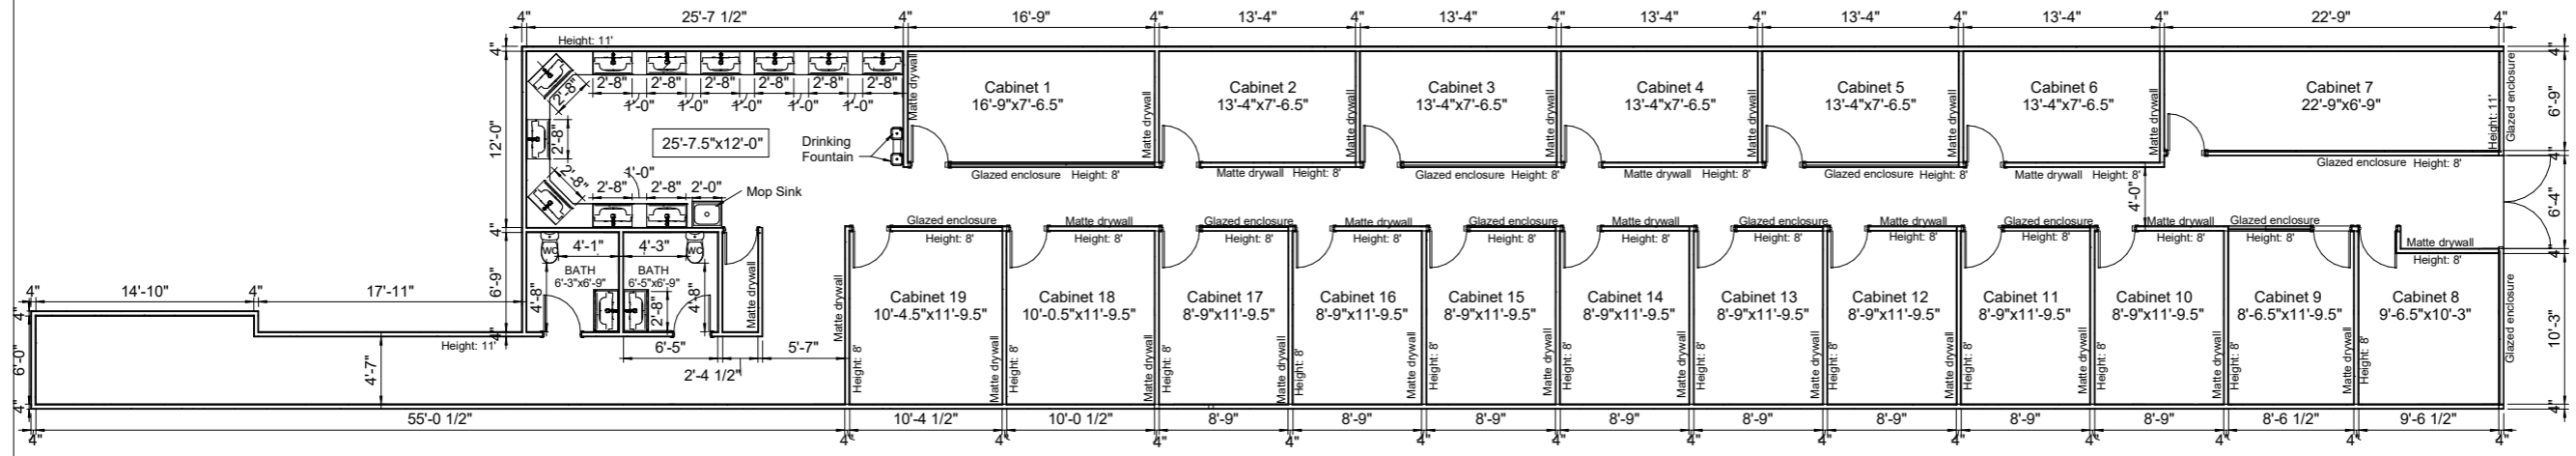 4" 25'-7 1/2" 4" 16'-9" 4" 13'-4" 4" 13'-4" 4" 13'-4" 4" 13'-4" 4" 13'-4" 4" 22'-9" 4"
Height: 11'
4"
2'-8" 2'-8" 2'-8" 2'-8" 2'-8" 2'-8"
1'-0" 1'-0" 1'-0" 1'-0" 1'-0"
2'-8"
2'-8"
2'-8"
12'-0"
25'-7.5"x12'-0"
Drinking
Fountain
1'-0"
2'-8" 2'-8" 2'-0"
Mop Sink
Matte drywall
Cabinet 1
16'-9"x7'-6.5"
Matte drywall
Cabinet 2
13'-4"x7'-6.5"
Matte drywall
Cabinet 3
13'-4"x7'-6.5"
Matte drywall
Cabinet 4
13'-4"x7'-6.5"
Matte drywall
Cabinet 5
13'-4"x7'-6.5"
Matte drywall
Cabinet 6
13'-4"x7'-6.5"
Matte drywall
Cabinet 7
22'-9"x6'-9"
Height: 11'
Glazed enclosure
4"
6'-9"
4"
Glazed enclosure Height: 8'
Matte drywall Height: 8'
Glazed enclosure Height: 8'
Matte drywall Height: 8'
Glazed enclosure Height: 8'
Matte drywall Height: 8'
Glazed enclosure Height: 8'
4'-0"
6'-4"
4"
4"
Glazed enclosure
Height: 8'
Matte drywall
Height: 8'
Glazed enclosure
Height: 8'
Matte drywall
Height: 8'
Glazed enclosure
Height: 8'
Matte drywall
Height: 8'
Glazed enclosure
Height: 8'
Matte drywall
Height: 8'
Glazed enclosure
Height: 8'
Matte drywall
Height: 8'
Glazed enclosure
Height: 8'
Matte drywall
Height: 8'
WC 4'-1" 4'-3" WC
BATH
6'-3"x6'-9"
BATH
6'-5"x6'-9"
6'-9"
4'-8"
2'-8"
4'-8"
Matte drywall
4"
4" 14'-10" 4" 17'-11"
4"
6'-0"
4"
Height: 11'
4'-7"
6'-5"
2'-4 1/2"
5'-7"
Matte drywall
Height: 8'
Cabinet 19
10'-4.5"x11'-9.5"
Matte drywall
Height: 8'
Cabinet 18
10'-0.5"x11'-9.5"
Matte drywall
Height: 8'
Cabinet 17
8'-9"x11'-9.5"
Matte drywall
Height: 8'
Cabinet 16
8'-9"x11'-9.5"
Matte drywall
Height: 8'
Cabinet 15
8'-9"x11'-9.5"
Matte drywall
Height: 8'
Cabinet 14
8'-9"x11'-9.5"
Matte drywall
Height: 8'
Cabinet 13
8'-9"x11'-9.5"
Matte drywall
Height: 8'
Cabinet 12
8'-9"x11'-9.5"
Matte drywall
Height: 8'
Cabinet 11
8'-9"x11'-9.5"
Matte drywall
Height: 8'
Cabinet 10
8'-9"x11'-9.5"
Matte drywall
Height: 8'
Cabinet 9
8'-6.5"x11'-9.5"
Matte drywall
Height: 8'
Cabinet 8
9'-6.5"x10'-3"
Glazed enclosure
10'-3"
4"
55'-0 1/2" 10'-4 1/2" 10'-0 1/2" 8'-9" 8'-9" 8'-9" 8'-9" 8'-9" 8'-9" 8'-9" 8'-9" 8'-6 1/2" 9'-6 1/2"
4" 4" 4" 4" 4" 4" 4" 4" 4" 4" 4" 4" 4" 4"